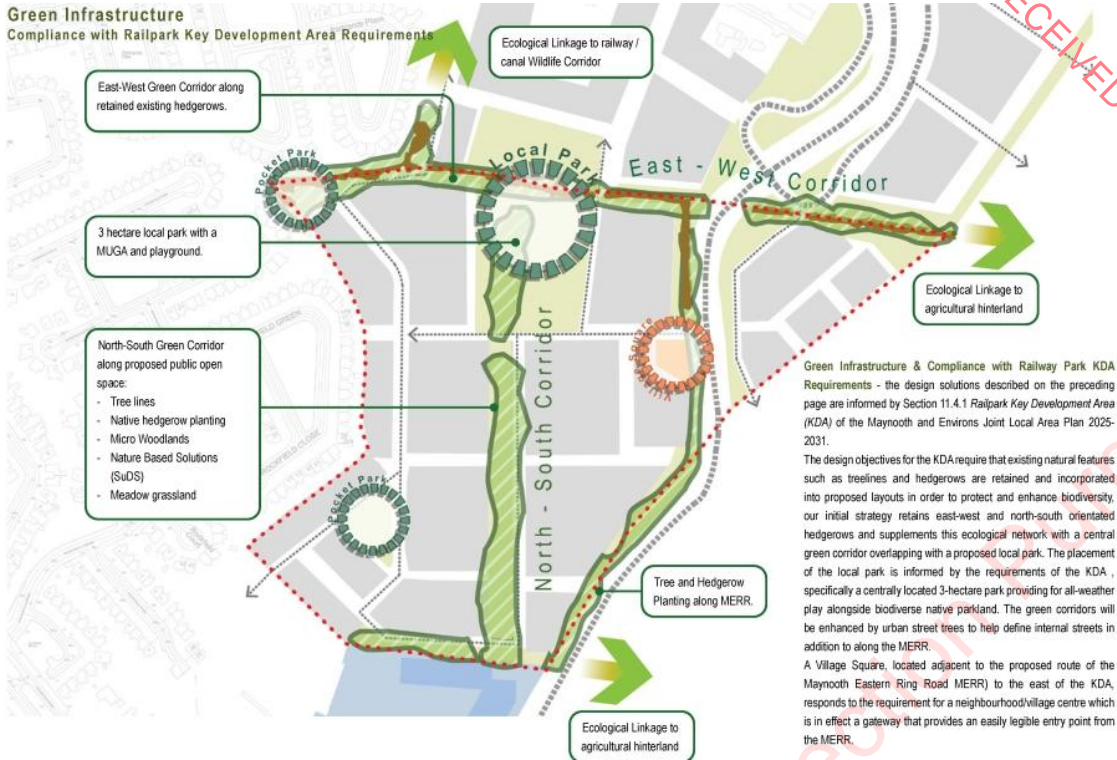 Green Infrastructure
Compliance with Railpark Key Development Area Requirements
RECEIVED
Ecological Linkage to railway /
canal Wildlife Corridor
East-West Green Corridor along
retained existing hedgerows.
Pocket Park
Local Park
East - West Corridor
3 hectare local park with a
MUGA and playground.
Ecological Linkage to
agricultural hinterland
North-South Green Corridor
along proposed public open
space:
- Tree lines
- Native hedgerow planting
- Micro Woodlands
- Nature Based Solutions
(SuDS)
- Meadow grassland
Village Square
North - South Corridor
Pocket Park
ROCKFIELD CLOSE
Tree and Hedgerow
Planting along MERR.
Ecological Linkage to
agricultural hinterland
Green Infrastructure & Compliance with Railway Park KDA
Requirements - the design solutions described on the preceding
page are informed by Section 11.4.1 Railpark Key Development Area
(KDA) of the Maynooth and Environs Joint Local Area Plan 2025-
2031.
The design objectives for the KDA require that existing natural features
such as treelines and hedgerows are retained and incorporated
into proposed layouts in order to protect and enhance biodiversity,
our initial strategy retains east-west and north-south orientated
hedgerows and supplements this ecological network with a central
green corridor overlapping with a proposed local park. The placement
of the local park is informed by the requirements of the KDA ,
specifically a centrally located 3-hectare park providing for all-weather
play alongside biodiverse native parkland. The green corridors will
be enhanced by urban street trees to help define internal streets in
addition to along the MERR.
A Village Square, located adjacent to the proposed route of the
Maynooth Eastern Ring Road MERR) to the east of the KDA,
responds to the requirement for a neighbourhood/village centre which
is in effect a gateway that provides an easily legible entry point from
the MERR.